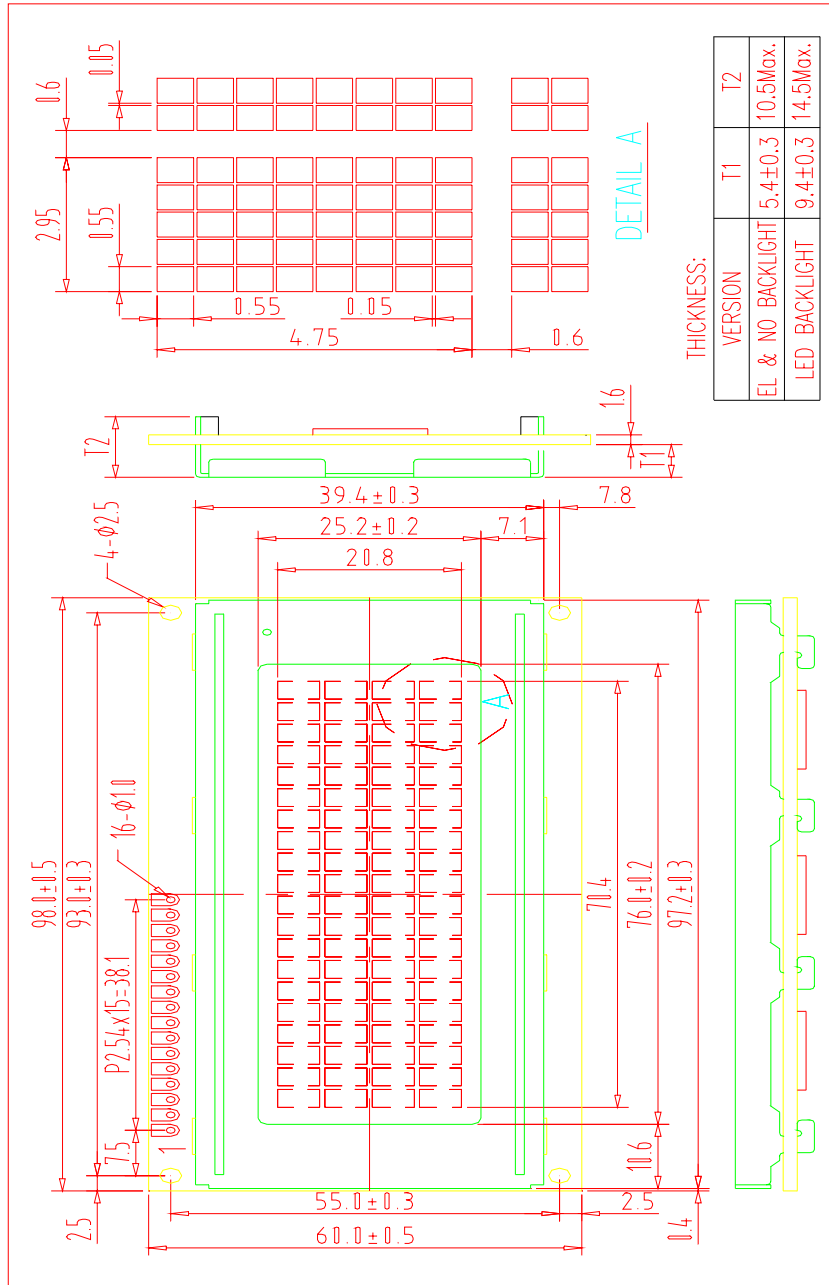 0.6
0.05
2.95
0.55
0.55
0.05
4.75
0.6
DETAIL A
THICKNESS:
VERSION T1 T2
EL & NO BACKLIGHT 5.4±0.3 10.5Max.
LED BACKLIGHT 9.4±0.3 14.5Max.
T2
1.6
T1
39.4±0.3
7.8
25.2±0.2
7.1
20.8
4-ϕ2.5
16-ϕ1.0
98.0±0.5
93.0±0.3
P2.54x15=38.1
7.5
2.5
1
A
70.4
76.0±0.2
97.2±0.3
10.6
0.4
55.0±0.3
2.5
60.0±0.5